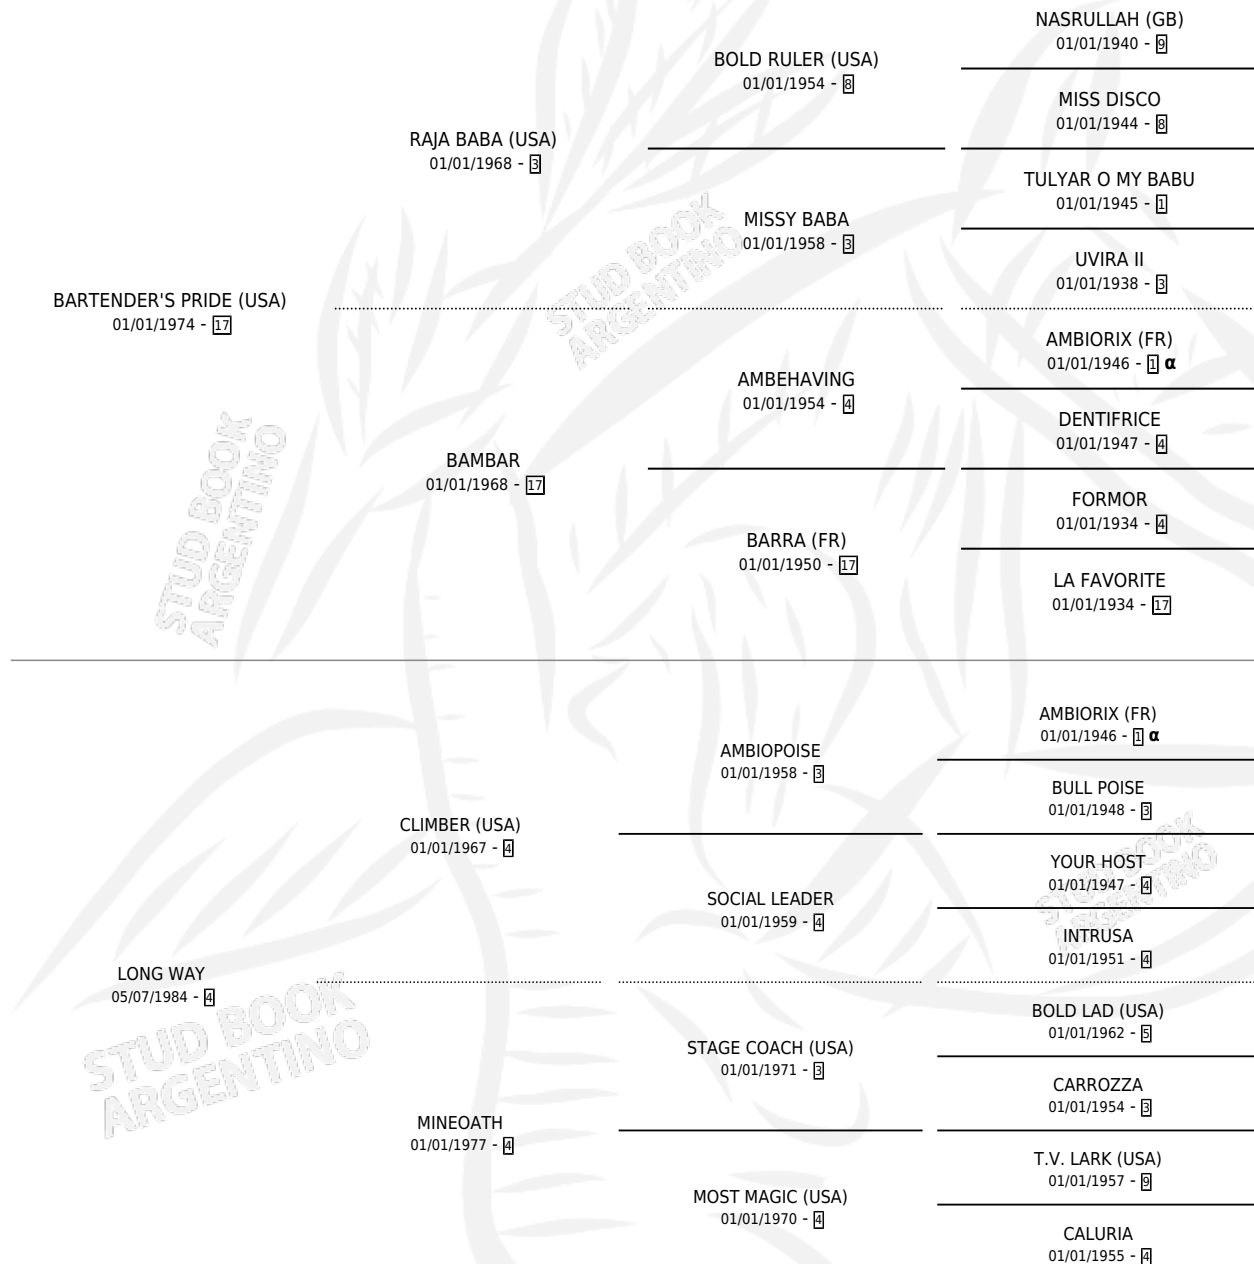 BARTENDER'S PRIDE (USA)
01/01/1974 - 17
RAJA BABA (USA)
01/01/1968 - 3
BOLD RULER (USA)
01/01/1954 - 8
NASRULLAH (GB)
01/01/1940 - 9
MISS DISCO
01/01/1944 - 8
MISSY BABA
01/01/1958 - 3
TULYAR O MY BABU
01/01/1945 - 1
UVIRA II
01/01/1938 - 3
BAMBAR
01/01/1968 - 17
AMBEHAVING
01/01/1954 - 4
AMBIORIX (FR)
01/01/1946 - 1 α
DENTIFRICE
01/01/1947 - 4
BARRA (FR)
01/01/1950 - 17
FORMOR
01/01/1934 - 4
LA FAVORITE
01/01/1934 - 17
LONG WAY
05/07/1984 - 4
CLIMBER (USA)
01/01/1967 - 4
AMBIOPOISE
01/01/1958 - 3
AMBIORIX (FR)
01/01/1946 - 1 α
BULL POISE
01/01/1948 - 3
SOCIAL LEADER
01/01/1959 - 4
YOUR HOST
01/01/1947 - 4
INTRUSA
01/01/1951 - 4
MINEOATH
01/01/1977 - 4
STAGE COACH (USA)
01/01/1971 - 3
BOLD LAD (USA)
01/01/1962 - 5
CARROZZA
01/01/1954 - 3
MOST MAGIC (USA)
01/01/1970 - 4
T.V. LARK (USA)
01/01/1957 - 9
CALURIA
01/01/1955 - 4
STUD BOOK
ARGENTINO
STUD BOOK
ARGENTINO
STUD BOOK
ARGENTINO
STUD BOOK
ARGENTINO